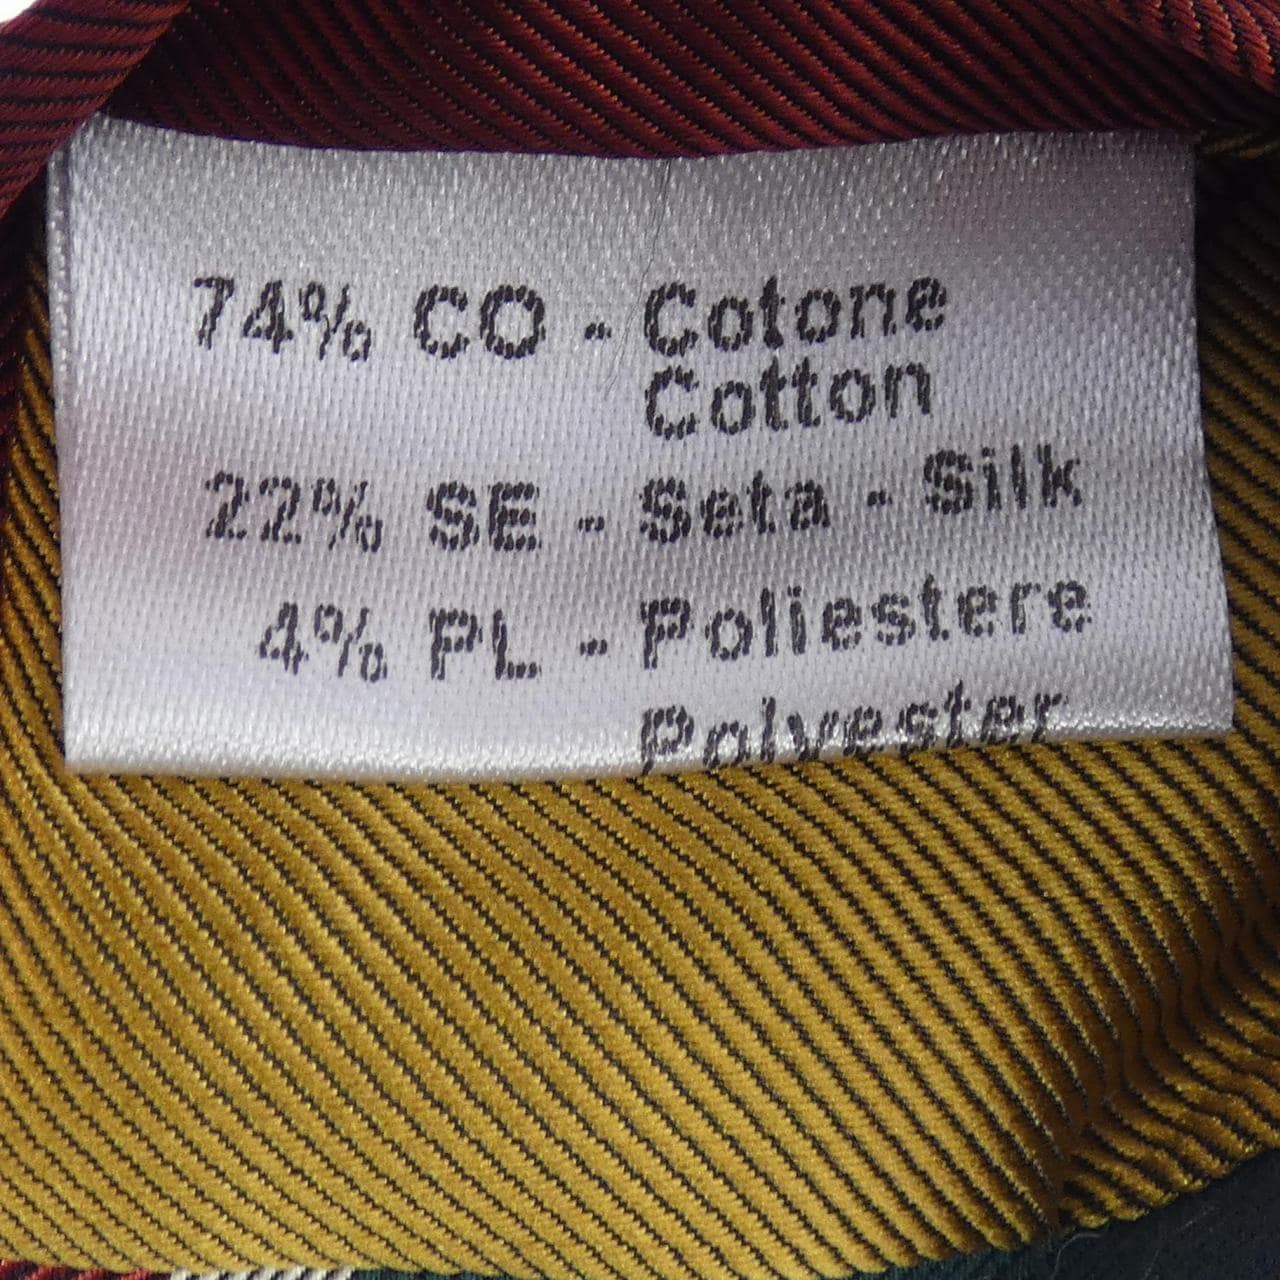 74% CO - Cotone
Cotton
22% SE - Seta - Silk
4% PL - Poliestere
Polyester